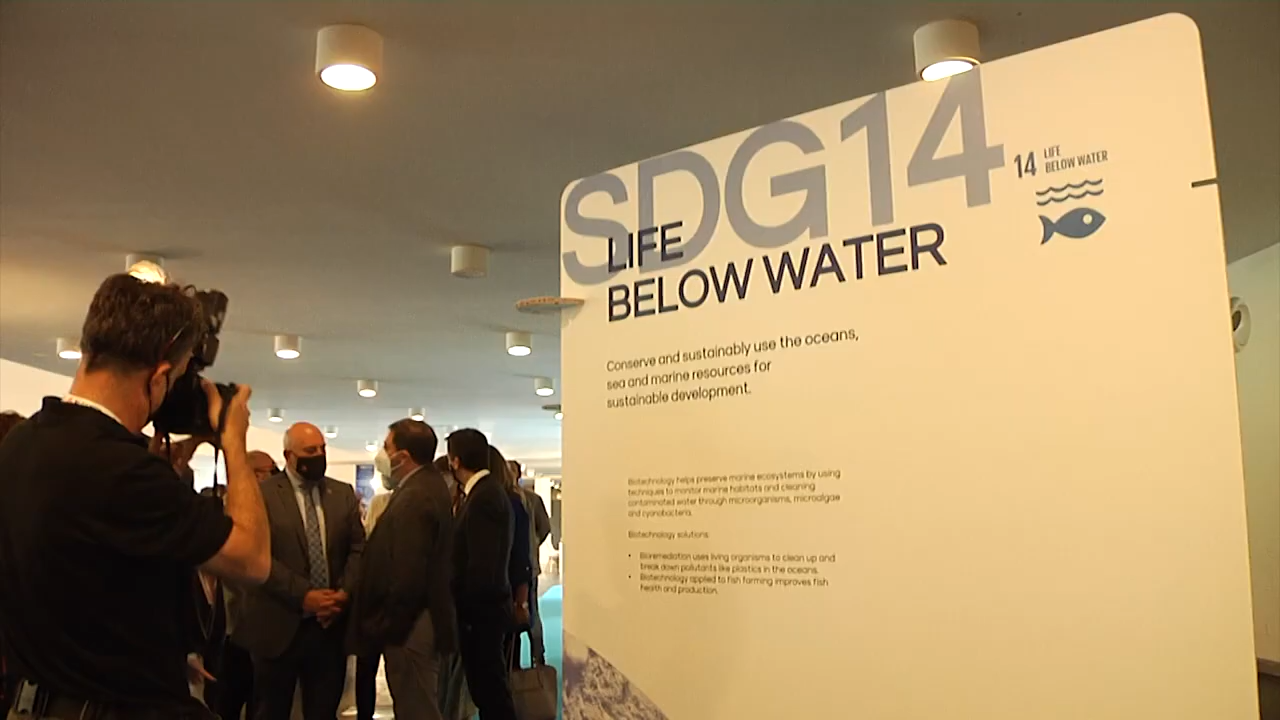 SDG14
LIFE
BELOW WATER
14 LIFE
BELOW WATER
Conserve and sustainably use the oceans,
sea and marine resources for
sustainable development.
Biotechnology helps preserve marine ecosystems by using
techniques to monitor marine habitats and cleaning
contaminated water through microorganisms, microalgae
and cyanobacteria.
Biotechnology solutions:
• Bioremediation uses living organisms to clean up and
break down pollutants like plastics in the oceans.
• Biotechnology applied to fish farming improves fish
health and production.